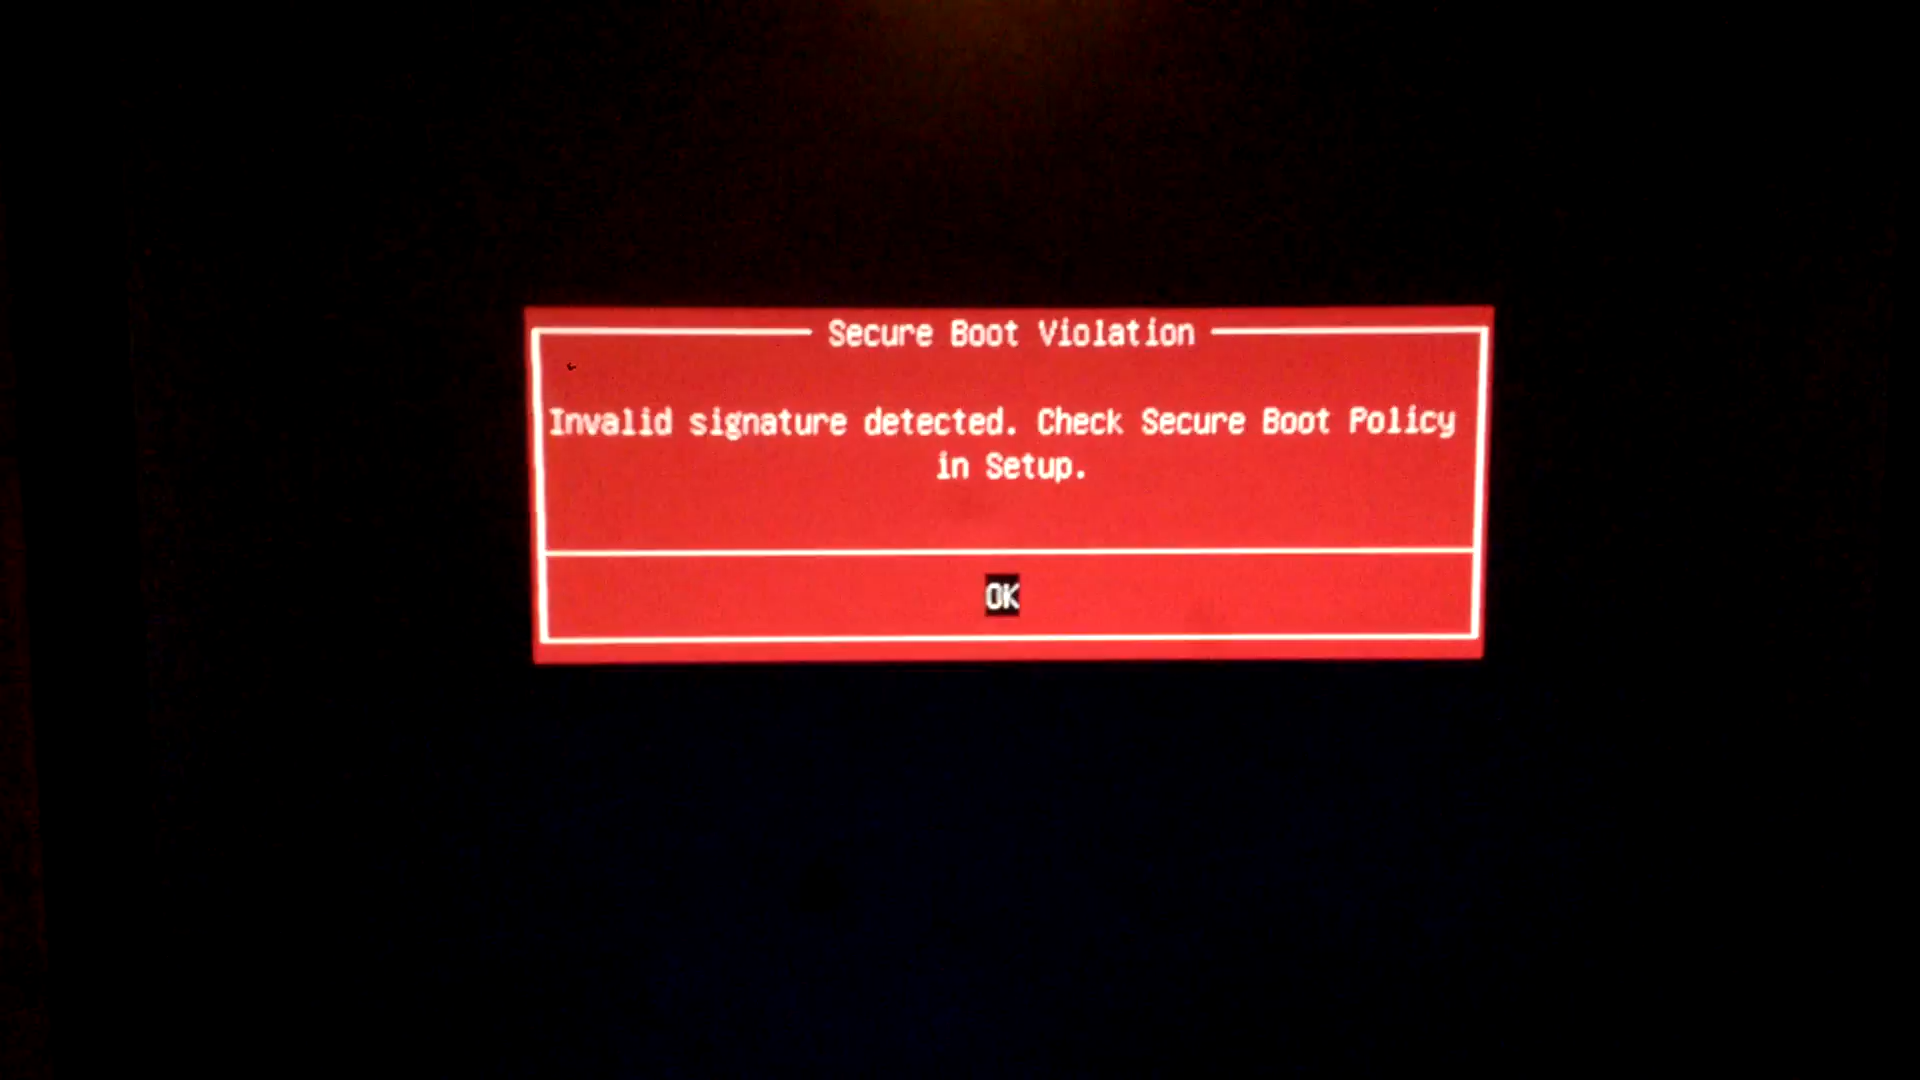 Secure Boot Violation
Invalid signature detected. Check Secure Boot Policy
in Setup.
OK